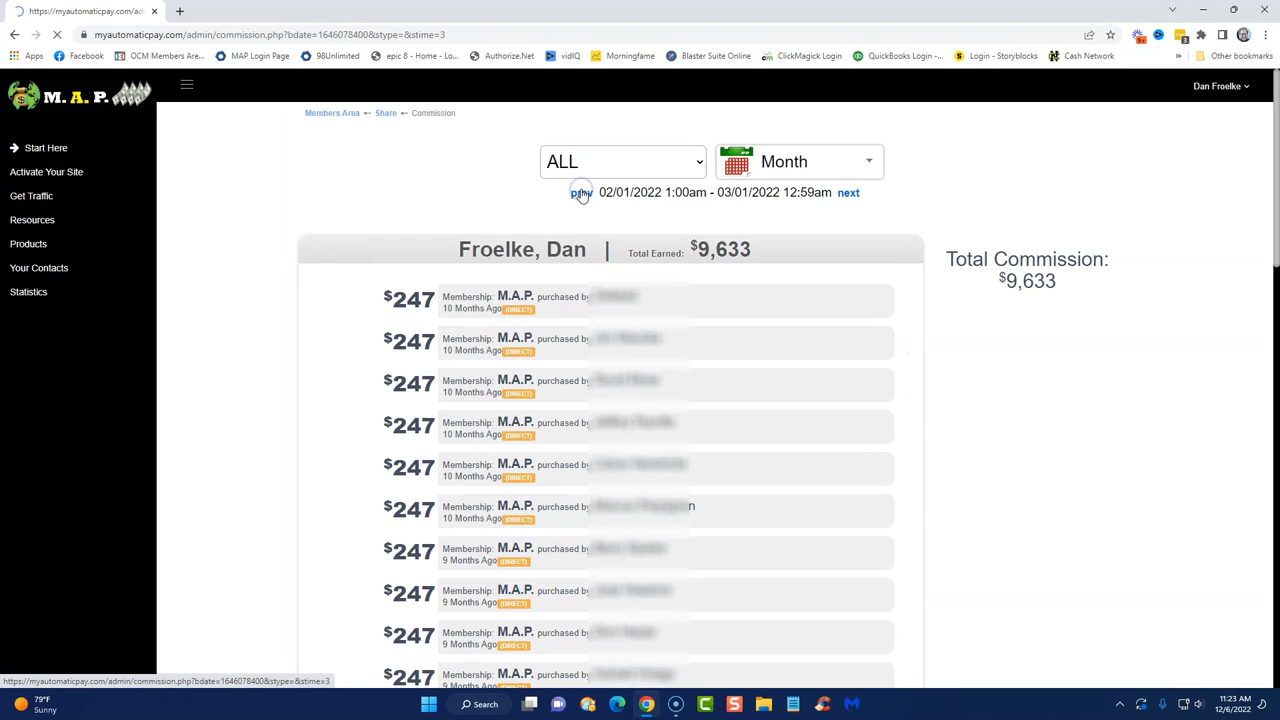 https://myautomaticpay.com/ad
myautomaticpay.com/admin/commission.php?bdate=1646078400&stype=&stime=3
Apps Facebook OCM Members Area... MAP Login Page 98Unlimited epic 8 - Home - Lo... Authorize.Net vidIQ Morningfame Blaster Suite Online ClickMagick Login QuickBooks Login -... Login - Storyblocks Cash Network » Other bookmarks
M. A. P.
Dan Froelke
Start Here
Activate Your Site
Get Traffic
Resources
Products
Your Contacts
Statistics
Members Area Share Commission
ALL Month
prev 02/01/2022 1:00am - 03/01/2022 12:59am next
Froelke, Dan | Total Earned: $9,633
Total Commission:
$9,633
$247 Membership: M.A.P. purchased by
10 Months Ago (DIRECT)
$247 Membership: M.A.P. purchased by
10 Months Ago (DIRECT)
$247 Membership: M.A.P. purchased by
10 Months Ago (DIRECT)
$247 Membership: M.A.P. purchased by
10 Months Ago (DIRECT)
$247 Membership: M.A.P. purchased by
10 Months Ago (DIRECT)
$247 Membership: M.A.P. purchased by
10 Months Ago (DIRECT)
$247 Membership: M.A.P. purchased by
9 Months Ago (DIRECT)
$247 Membership: M.A.P. purchased by
9 Months Ago (DIRECT)
$247 Membership: M.A.P. purchased by
9 Months Ago (DIRECT)
$247 Membership: M.A.P. purchased by
9 Months Ago (DIRECT)
https://myautomaticpay.com/admin/commission.php?bdate=1646078400&stype=&stime=3
79°F
Sunny
Search
11:23 AM
12/6/2022